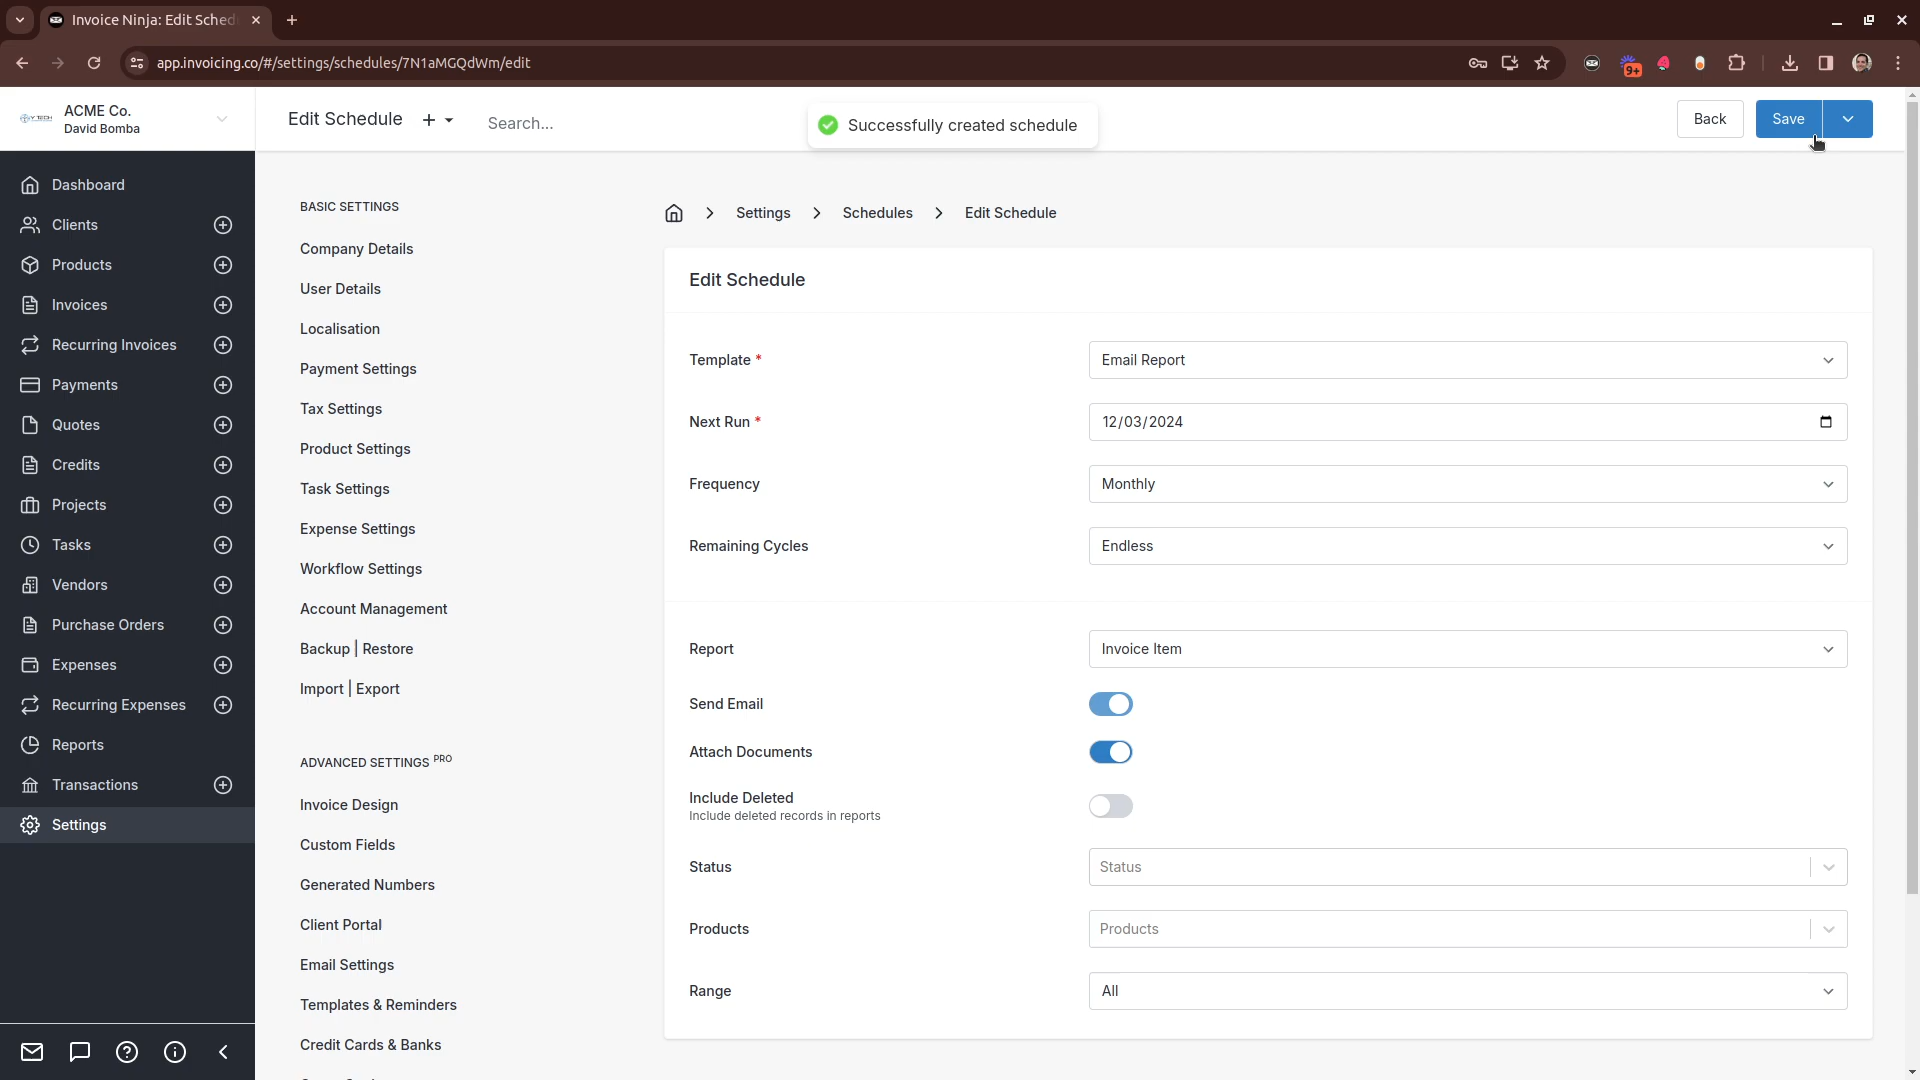 Invoice Ninja: Edit Sched
app.invoicing.co/#/settings/schedules/7N1aMGQdWm/edit
9+
ACME Co.
David Bomba
Edit Schedule
Search...
Successfully created schedule
Back
Save
Dashboard
Clients
Products
Invoices
Recurring Invoices
Payments
Quotes
Credits
Projects
Tasks
Vendors
Purchase Orders
Expenses
Recurring Expenses
Reports
Transactions
Settings
BASIC SETTINGS
Company Details
User Details
Localisation
Payment Settings
Tax Settings
Product Settings
Task Settings
Expense Settings
Workflow Settings
Account Management
Backup | Restore
Import | Export
ADVANCED SETTINGS PRO
Invoice Design
Custom Fields
Generated Numbers
Client Portal
Email Settings
Templates & Reminders
Credit Cards & Banks
Settings
Schedules
Edit Schedule
Edit Schedule
Template *
Email Report
Next Run *
12/03/2024
Frequency
Monthly
Remaining Cycles
Endless
Report
Invoice Item
Send Email
Attach Documents
Include Deleted
Include deleted records in reports
Status
Status
Products
Products
Range
All